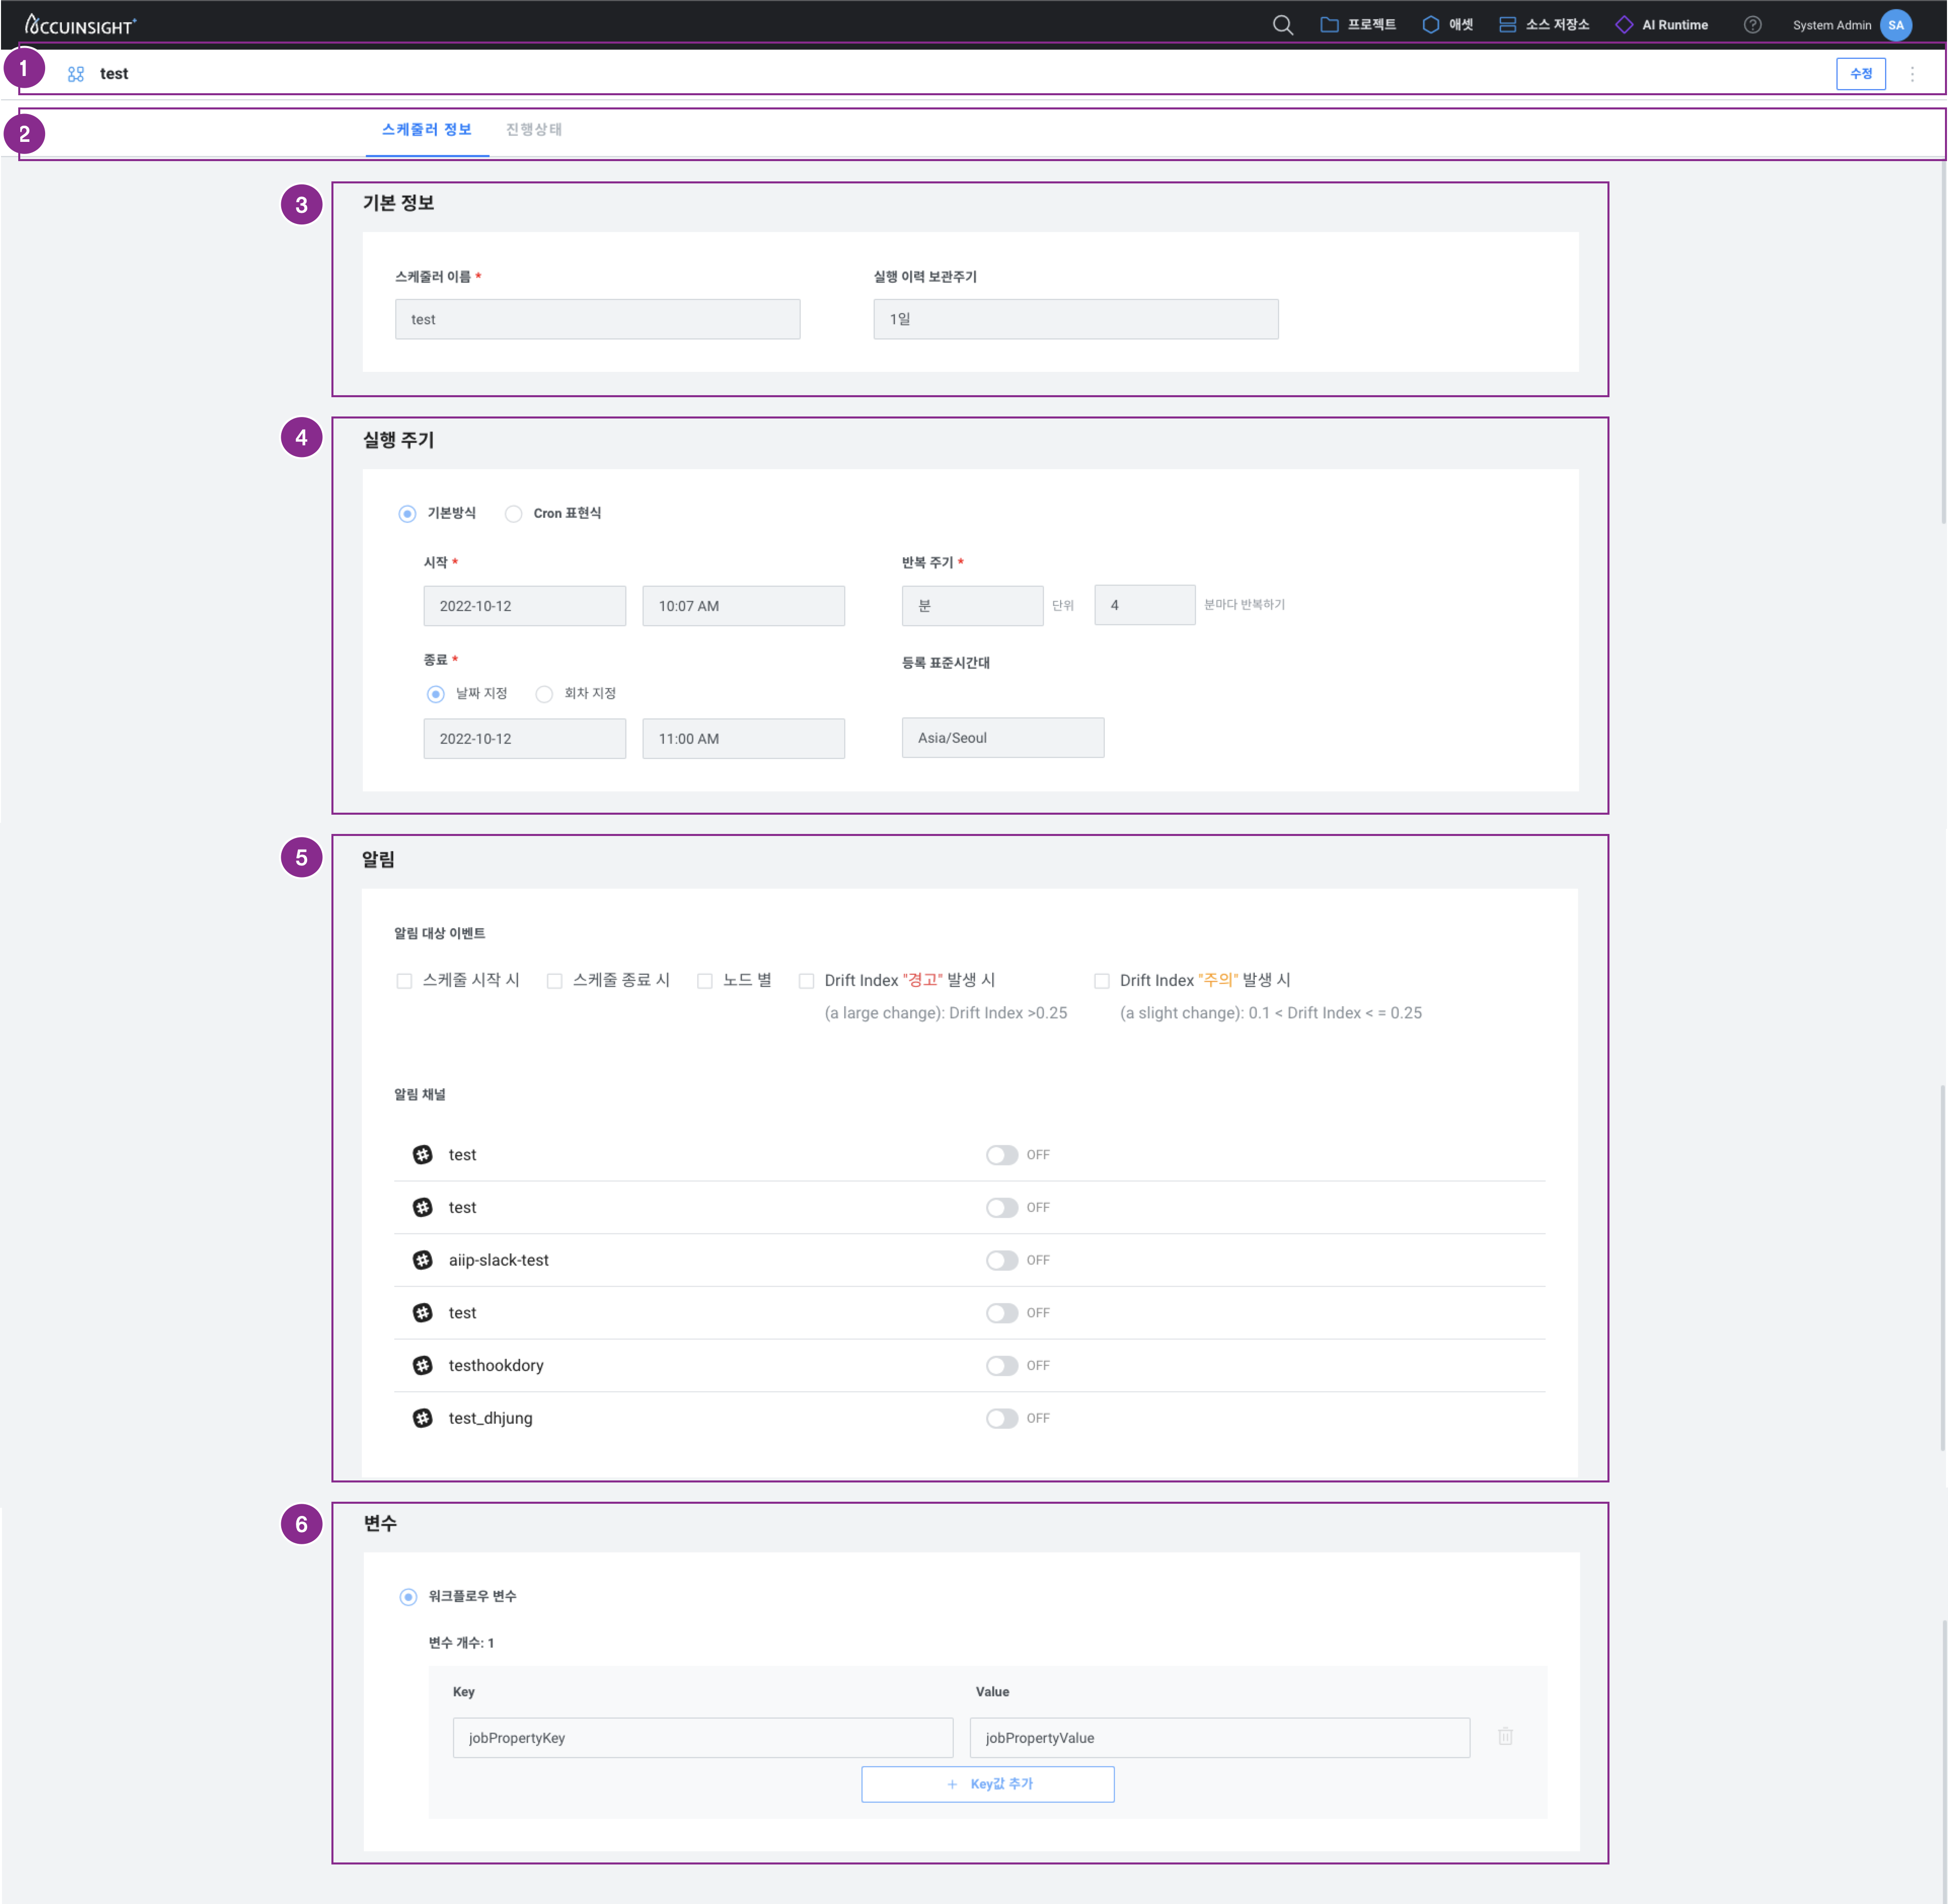 ACCUINSIGHT+
프로젝트
애셋
소스 저장소
AI Runtime
?
System Admin
SA
1
test
수정
2
스케줄러 정보
진행상태
3
기본 정보
스케줄러 이름 *
실행 이력 보관주기
test
1일
4
실행 주기
기본방식
Cron 표현식
시작 *
반복 주기 *
2022-10-12
10:07 AM
분
단위
4
분마다 반복하기
종료 *
등록 표준시간대
날짜 지정
회차 지정
2022-10-12
11:00 AM
Asia/Seoul
5
알림
알림 대상 이벤트
스케줄 시작 시
스케줄 종료 시
노드 별
Drift Index "경고" 발생 시
Drift Index "주의" 발생 시
(a large change): Drift Index >0.25
(a slight change): 0.1 < Drift Index < = 0.25
알림 채널
test
OFF
test
OFF
aiip-slack-test
OFF
test
OFF
testhookdory
OFF
test_dhjung
OFF
6
변수
워크플로우 변수
변수 개수: 1
Key
Value
jobPropertyKey
jobPropertyValue
+ Key값 추가